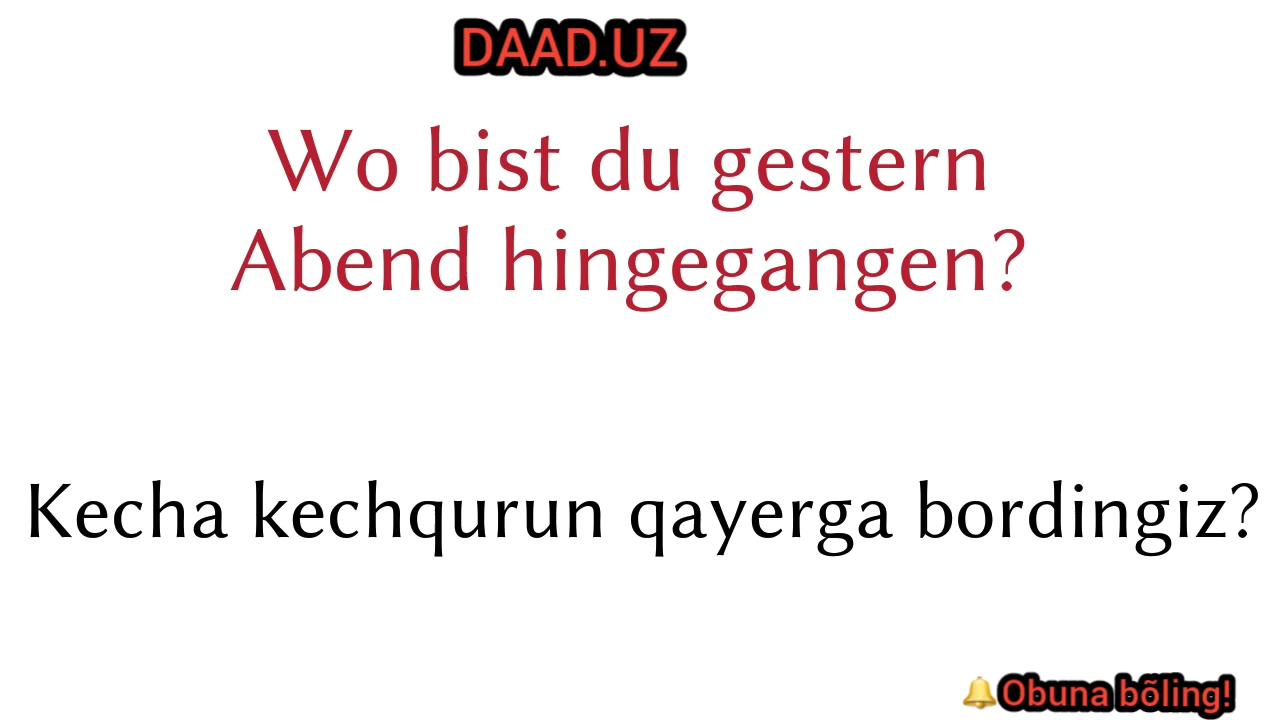 DAAD.UZ
Wo bist du gestern
Abend hingegangen?
Kecha kechqurun qayerga bordingiz?
🔔Obuna bõling!